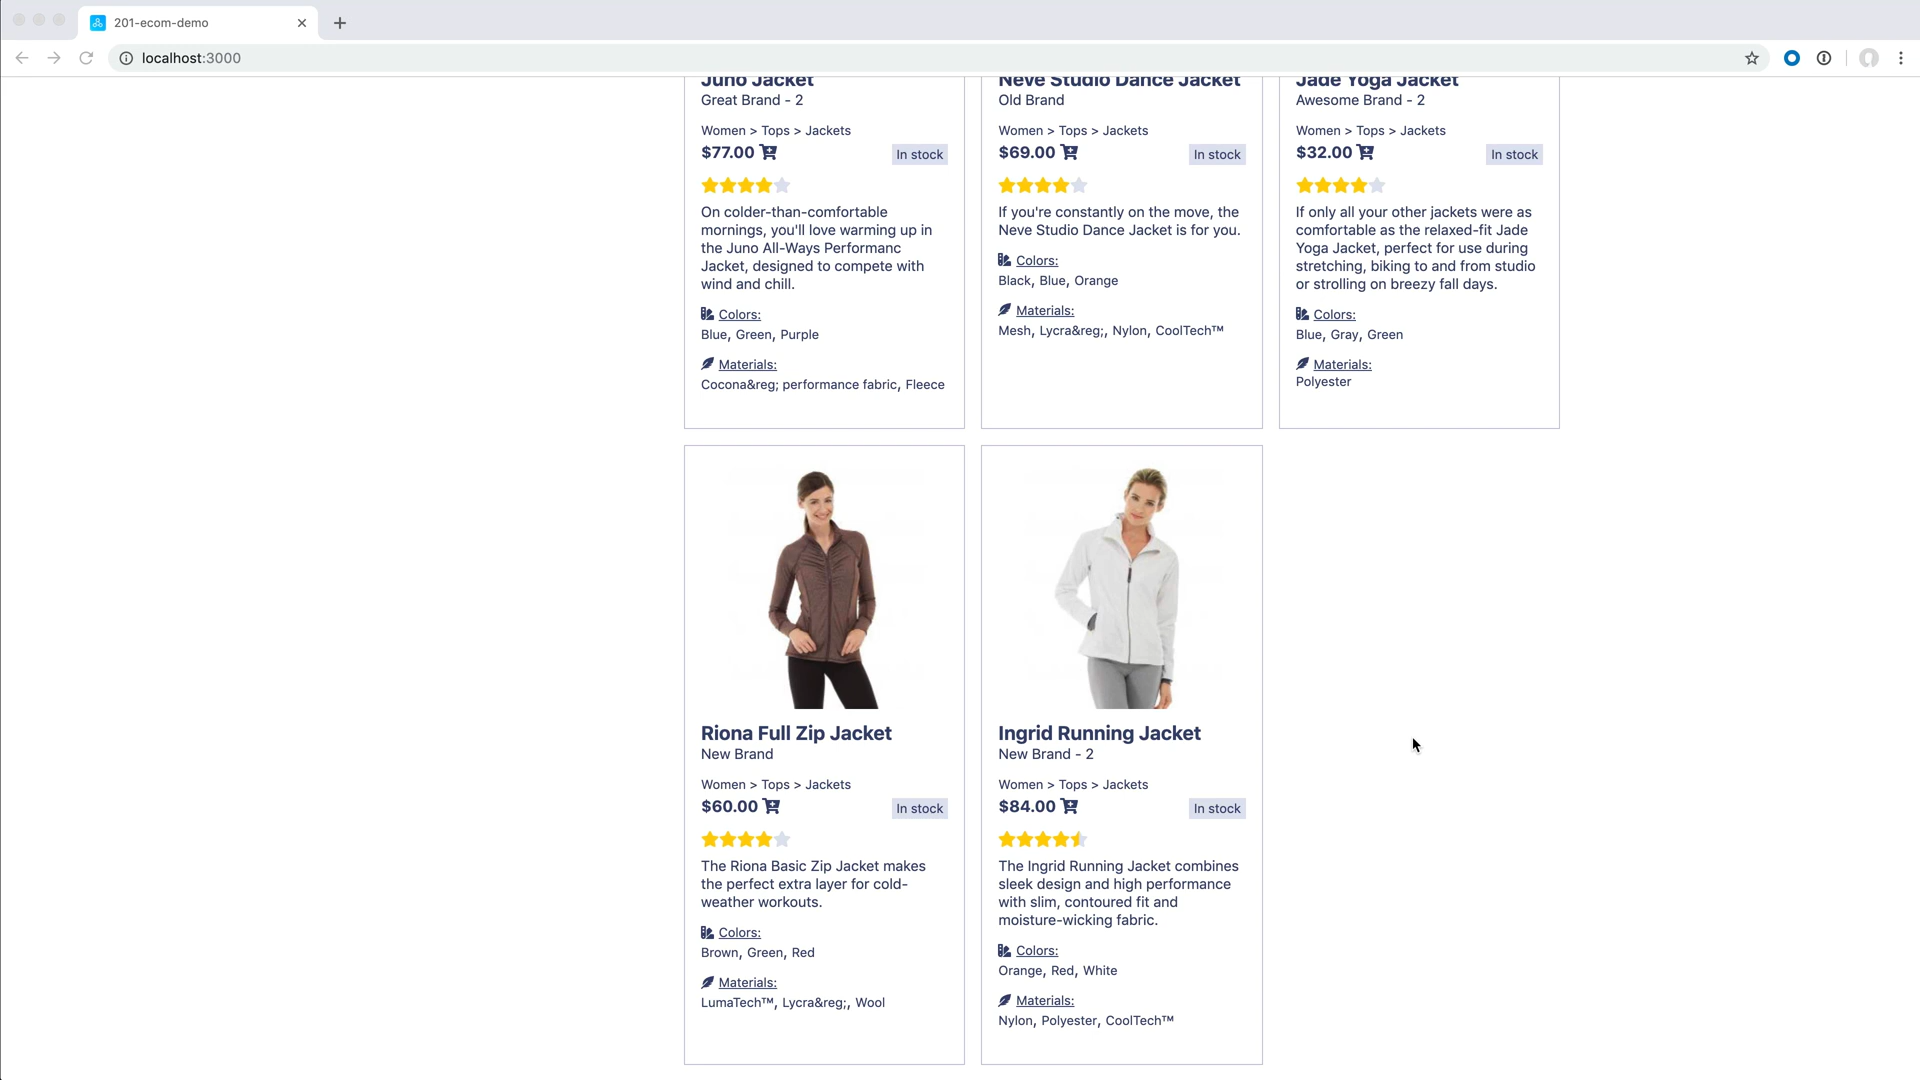 201-ecom-demo
localhost:3000
Juno Jacket
Great Brand - 2
Women > Tops > Jackets
$77.00
In stock
On colder-than-comfortable
mornings, you'll love warming up in
the Juno All-Ways Performanc
Jacket, designed to compete with
wind and chill.
Colors:
Blue, Green, Purple
Materials:
Cocona&reg; performance fabric, Fleece
Neve Studio Dance Jacket
Old Brand
Women > Tops > Jackets
$69.00
In stock
If you're constantly on the move, the
Neve Studio Dance Jacket is for you.
Colors:
Black, Blue, Orange
Materials:
Mesh, Lycra&reg;, Nylon, CoolTech™
Jade Yoga Jacket
Awesome Brand - 2
Women > Tops > Jackets
$32.00
In stock
If only all your other jackets were as
comfortable as the relaxed-fit Jade
Yoga Jacket, perfect for use during
stretching, biking to and from studio
or strolling on breezy fall days.
Colors:
Blue, Gray, Green
Materials:
Polyester
Riona Full Zip Jacket
New Brand
Women > Tops > Jackets
$60.00
In stock
The Riona Basic Zip Jacket makes
the perfect extra layer for cold-
weather workouts.
Colors:
Brown, Green, Red
Materials:
LumaTech™, Lycra&reg;, Wool
Ingrid Running Jacket
New Brand - 2
Women > Tops > Jackets
$84.00
In stock
The Ingrid Running Jacket combines
sleek design and high performance
with slim, contoured fit and
moisture-wicking fabric.
Colors:
Orange, Red, White
Materials:
Nylon, Polyester, CoolTech™